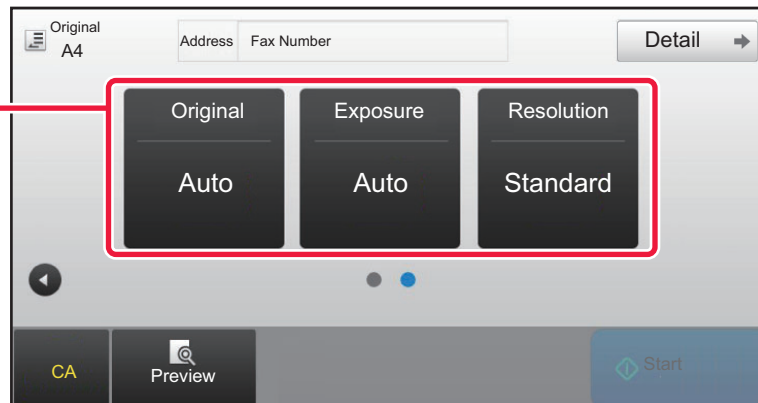 Original
A4
Address Fax Number
Detail
Original Exposure Resolution
Auto Auto Standard
CA
Preview
Start